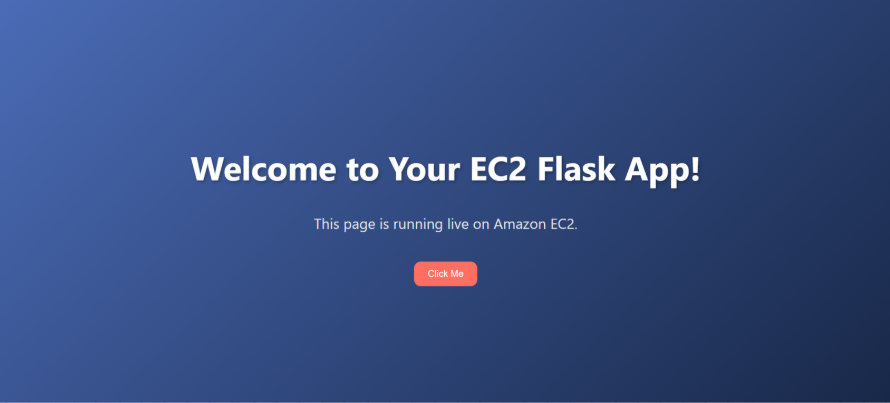 Welcome to Your EC2 Flask App!
This page is running live on Amazon EC2.
Click Me